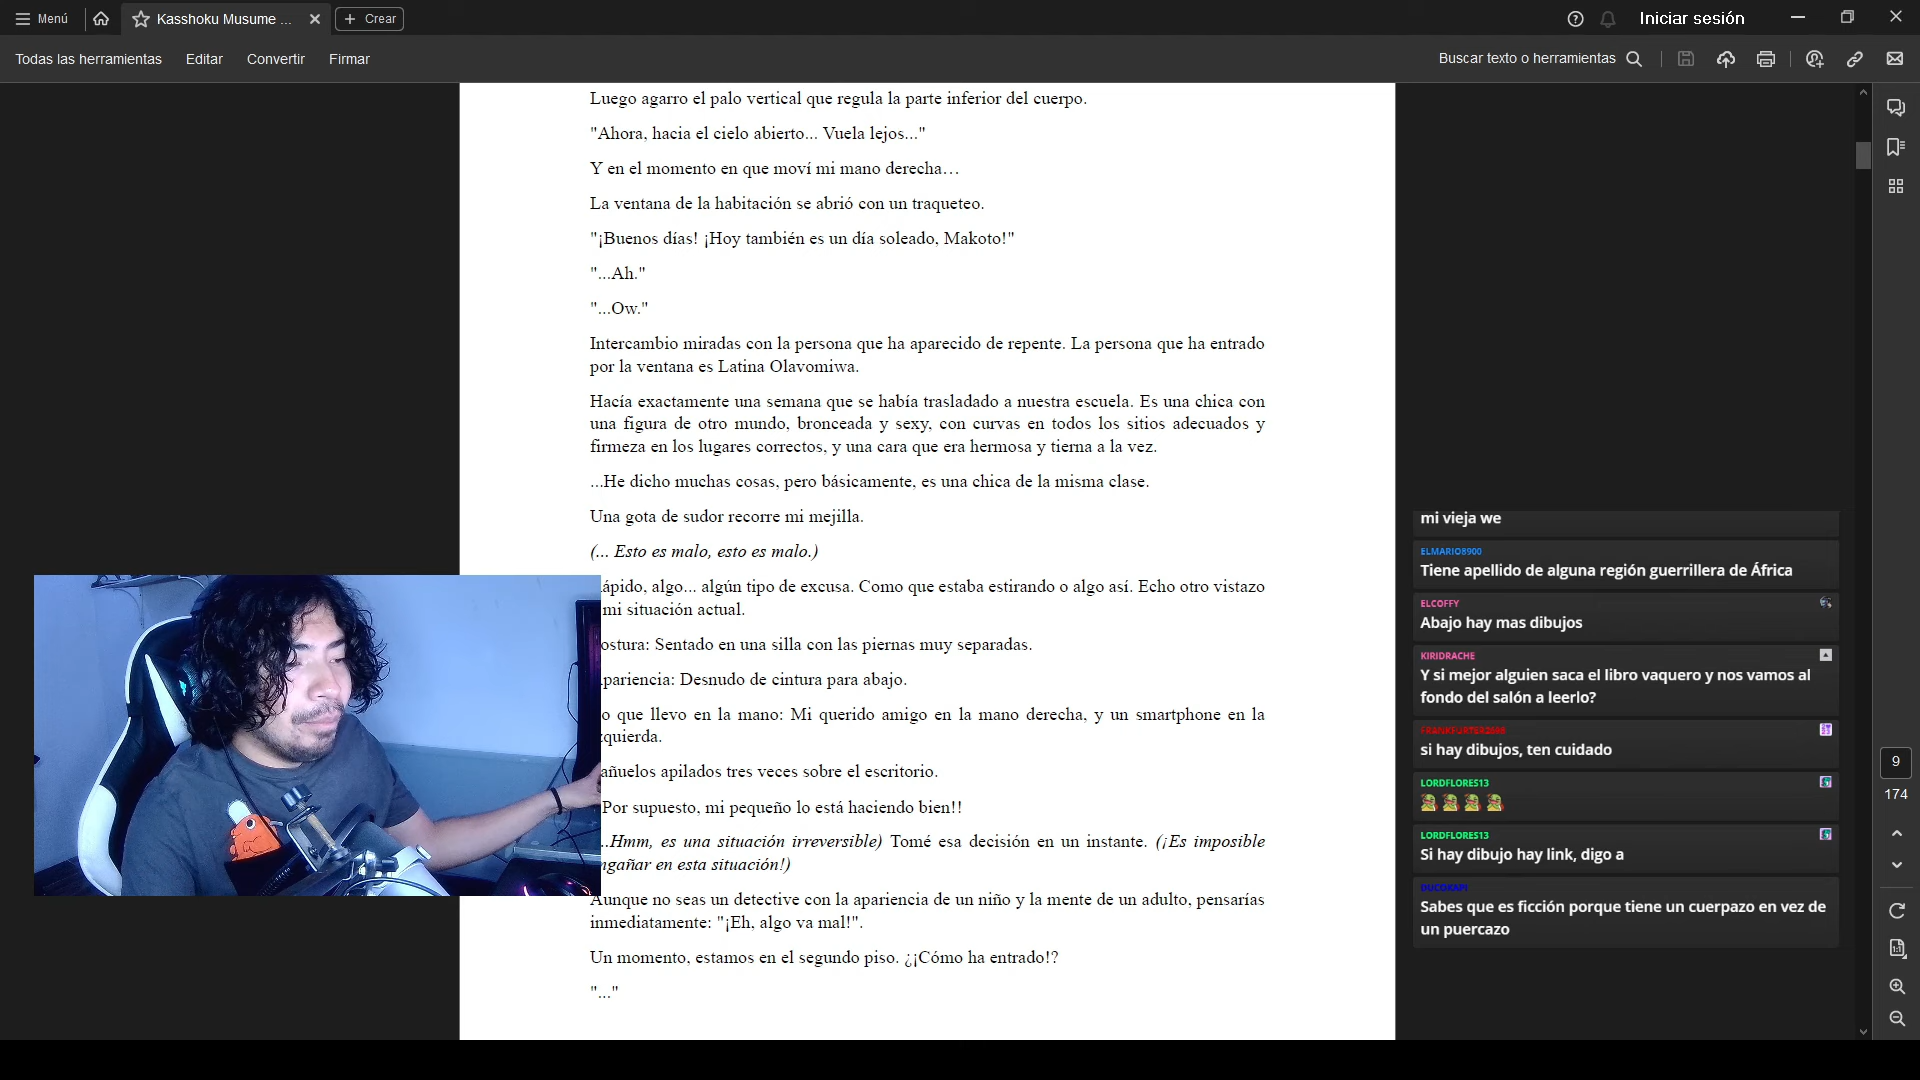 Menú
Kasshoku Musume ...
Crear
Iniciar sesión
Todas las herramientas
Editar
Convertir
Firmar
Buscar texto o herramientas
Luego agarro el palo vertical que regula la parte inferior del cuerpo.
"Ahora, hacia el cielo abierto... Vuela lejos..."
Y en el momento en que moví mi mano derecha…
La ventana de la habitación se abrió con un traqueteo.
"¡Buenos días! ¡Hoy también es un día soleado, Makoto!"
"...Ah."
"...Ow."
Intercambio miradas con la persona que ha aparecido de repente. La persona que ha entrado
por la ventana es Latina Olavomiwa.
Hacía exactamente una semana que se había trasladado a nuestra escuela. Es una chica con
una figura de otro mundo, bronceada y sexy, con curvas en todos los sitios adecuados y
firmeza en los lugares correctos, y una cara que era hermosa y tierna a la vez.
...He dicho muchas cosas, pero básicamente, es una chica de la misma clase.
Una gota de sudor recorre mi mejilla.
(... Esto es malo, esto es malo.)
ápido, algo... algún tipo de excusa. Como que estaba estirando o algo así. Echo otro vistazo
mi situación actual.
ostura: Sentado en una silla con las piernas muy separadas.
pariencia: Desnudo de cintura para abajo.
o que llevo en la mano: Mi querido amigo en la mano derecha, y un smartphone en la
zquierda.
añuelos apilados tres veces sobre el escritorio.
Por supuesto, mi pequeño lo está haciendo bien!!
..Hmm, es una situación irreversible) Tomé esa decisión en un instante. (¡Es imposible
ngañar en esta situación!)
Aunque no seas un detective con la apariencia de un niño y la mente de un adulto, pensarías
inmediatamente: "¡Eh, algo va mal!".
Un momento, estamos en el segundo piso. ¿¡Cómo ha entrado!?
"..."
mi vieja we
ELMARIO8900
Tiene apellido de alguna región guerrillera de África
ELCOFFY
Abajo hay mas dibujos
KIRIDRACHE
Y si mejor alguien saca el libro vaquero y nos vamos al
fondo del salón a leerlo?
si hay dibujos, ten cuidado
LORDFLORES13
LORDFLORES13
Si hay dibujo hay link, digo a
DUCOKAPI
Sabes que es ficción porque tiene un cuerpazo en vez de
un puercazo
9
174